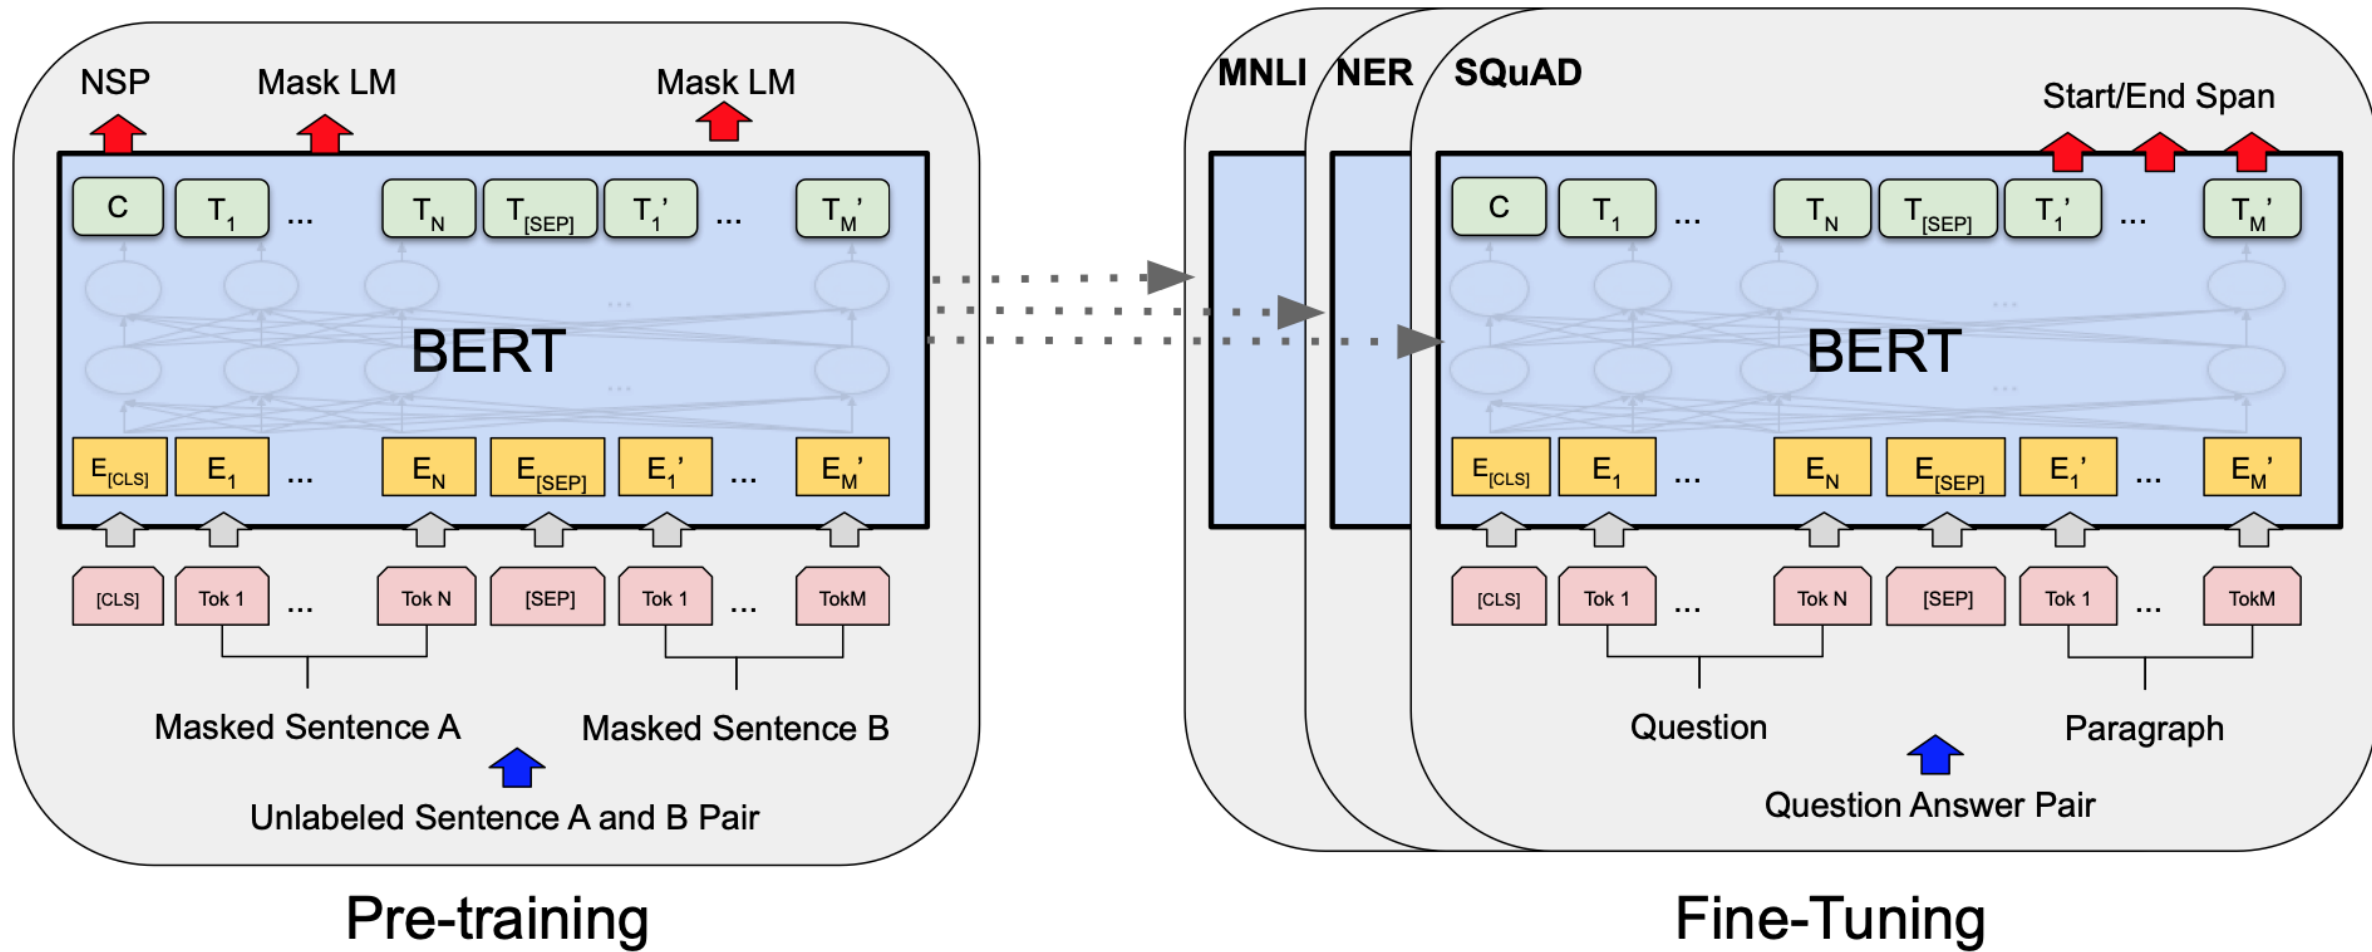 NSP Mask LM Mask LM
C T1 ... TN T[SEP] T1’ ... TM’
...
BERT
...
E[CLS] E1 ... EN E[SEP] E1’ ... EM’
[CLS] Tok 1 ... Tok N [SEP] Tok 1 ... TokM
Masked Sentence A Masked Sentence B
Unlabeled Sentence A and B Pair
Pre-training
MNLI NER SQuAD
Start/End Span
C T1 ... TN T[SEP] T1’ ... TM’
...
BERT
...
E[CLS] E1 ... EN E[SEP] E1’ ... EM’
[CLS] Tok 1 ... Tok N [SEP] Tok 1 ... TokM
Question Paragraph
Question Answer Pair
Fine-Tuning